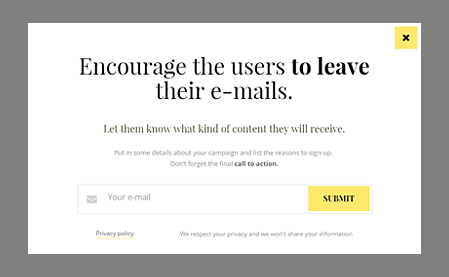 Encourage the users to leave
their e-mails.
Let them know what kind of content they will receive.
Put in some details about your campaign and list the reasons to sign up.
Don't forget the final call to action.
Your e-mail
SUBMIT
Privacy policy
We respect your privacy and we won't share your information